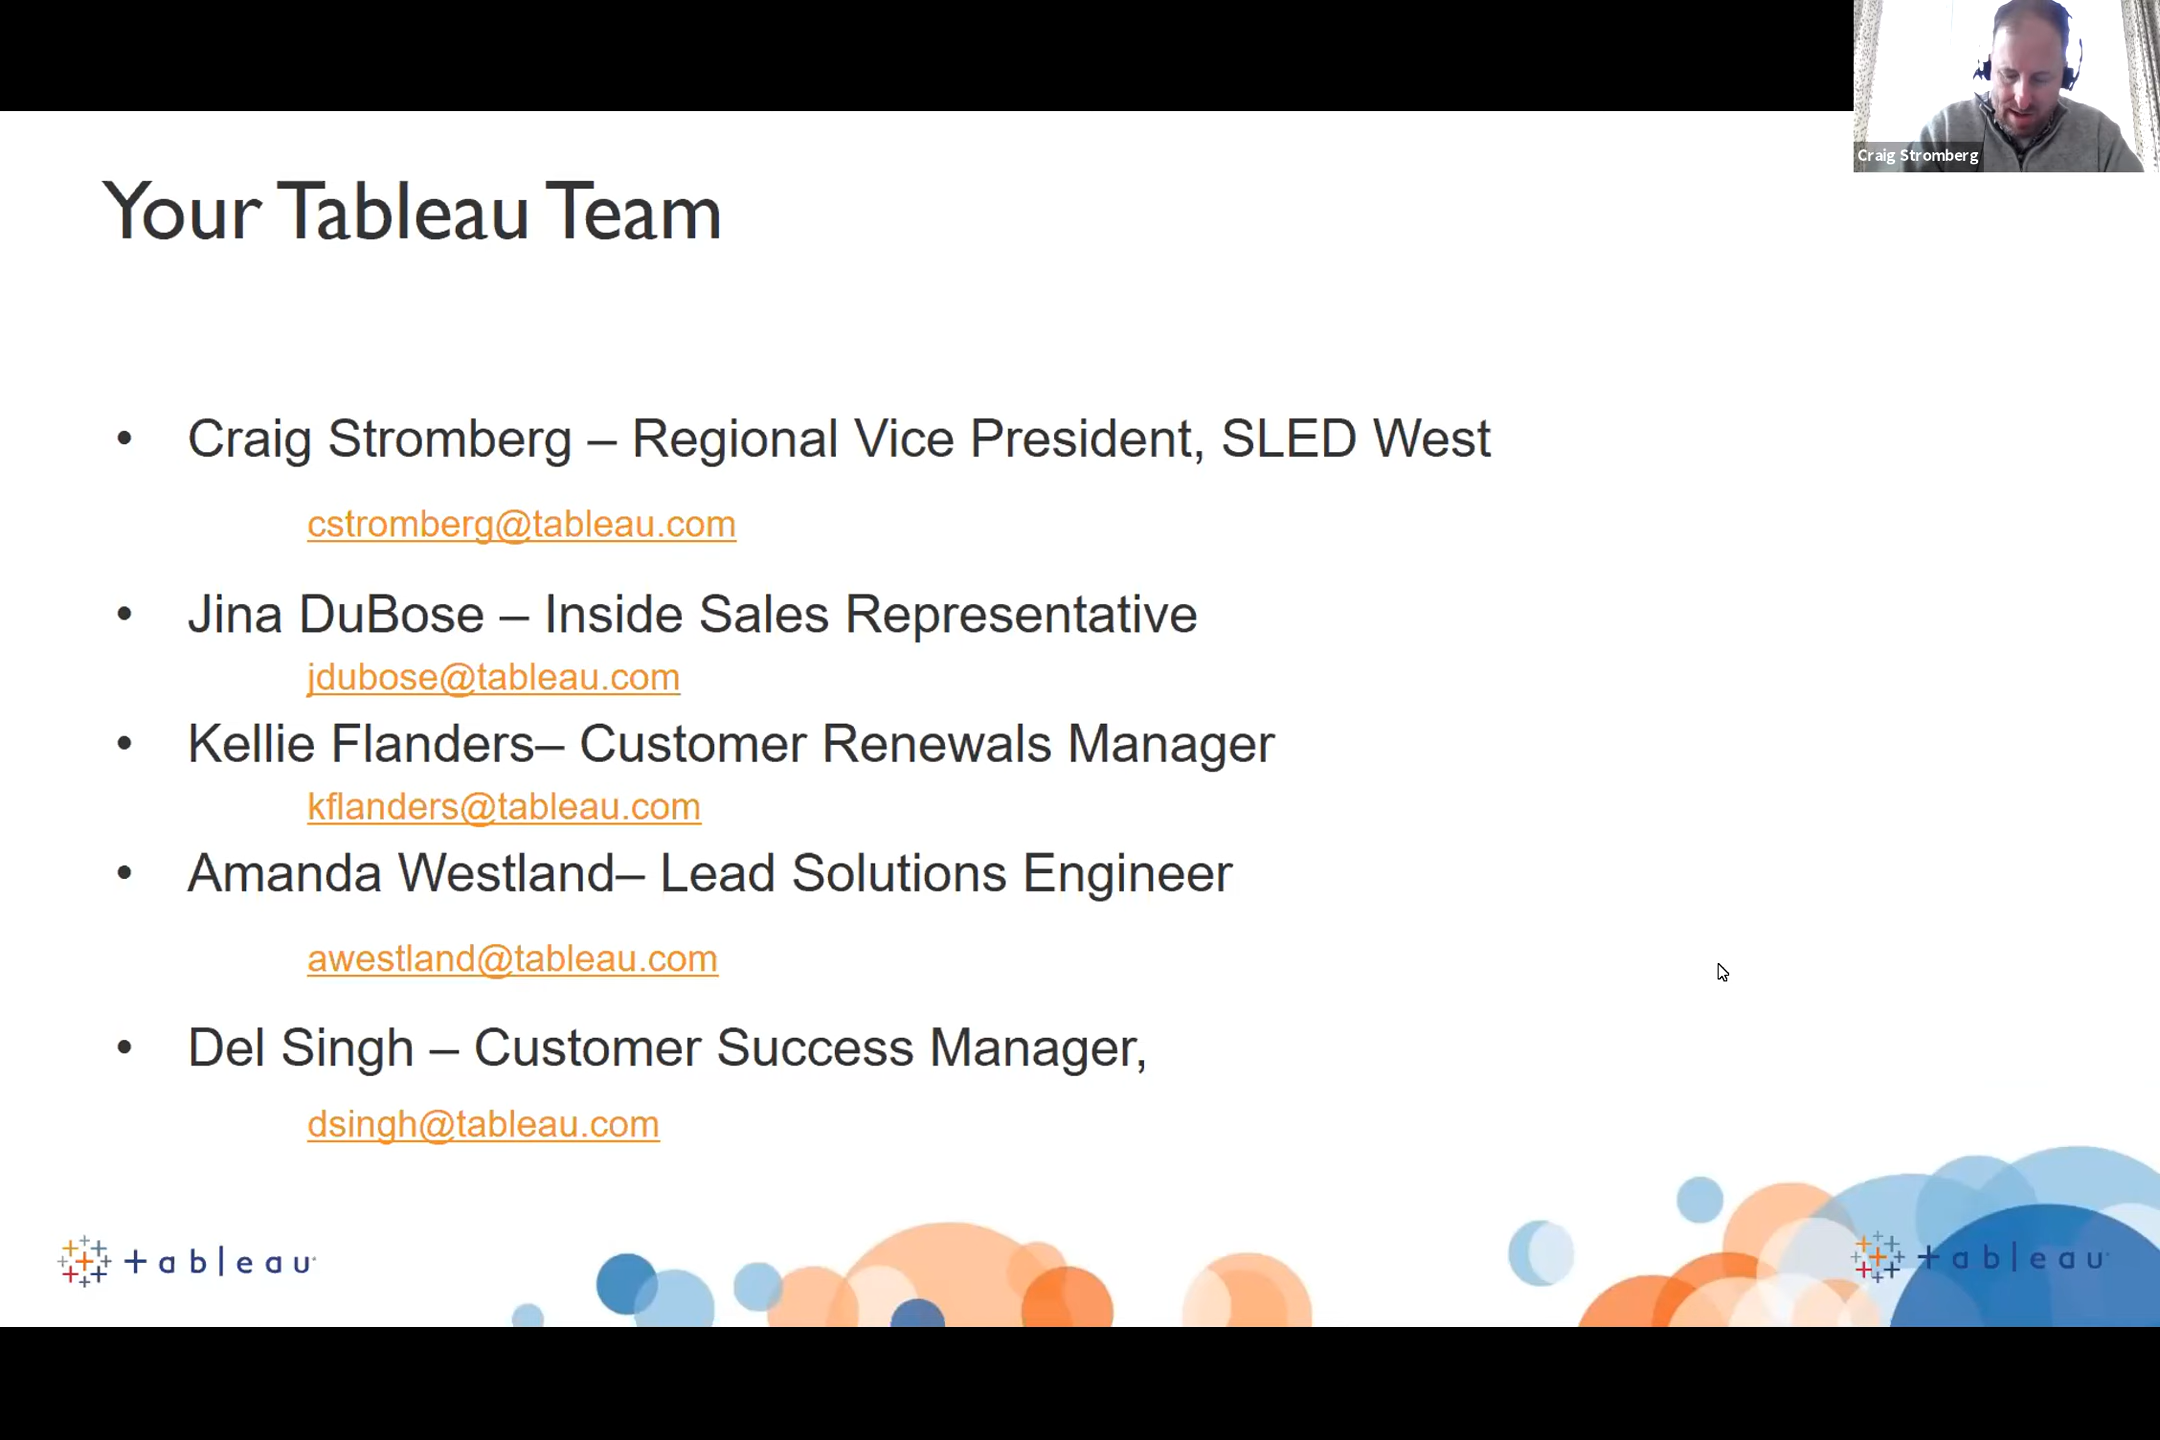 Craig Stromberg
Your Tableau Team
• Craig Stromberg – Regional Vice President, SLED West
cstromberg@tableau.com
• Jina DuBose – Inside Sales Representative
jdubose@tableau.com
• Kellie Flanders– Customer Renewals Manager
kflanders@tableau.com
• Amanda Westland– Lead Solutions Engineer
awestland@tableau.com
• Del Singh – Customer Success Manager,
dsingh@tableau.com
+ableau
+ableau